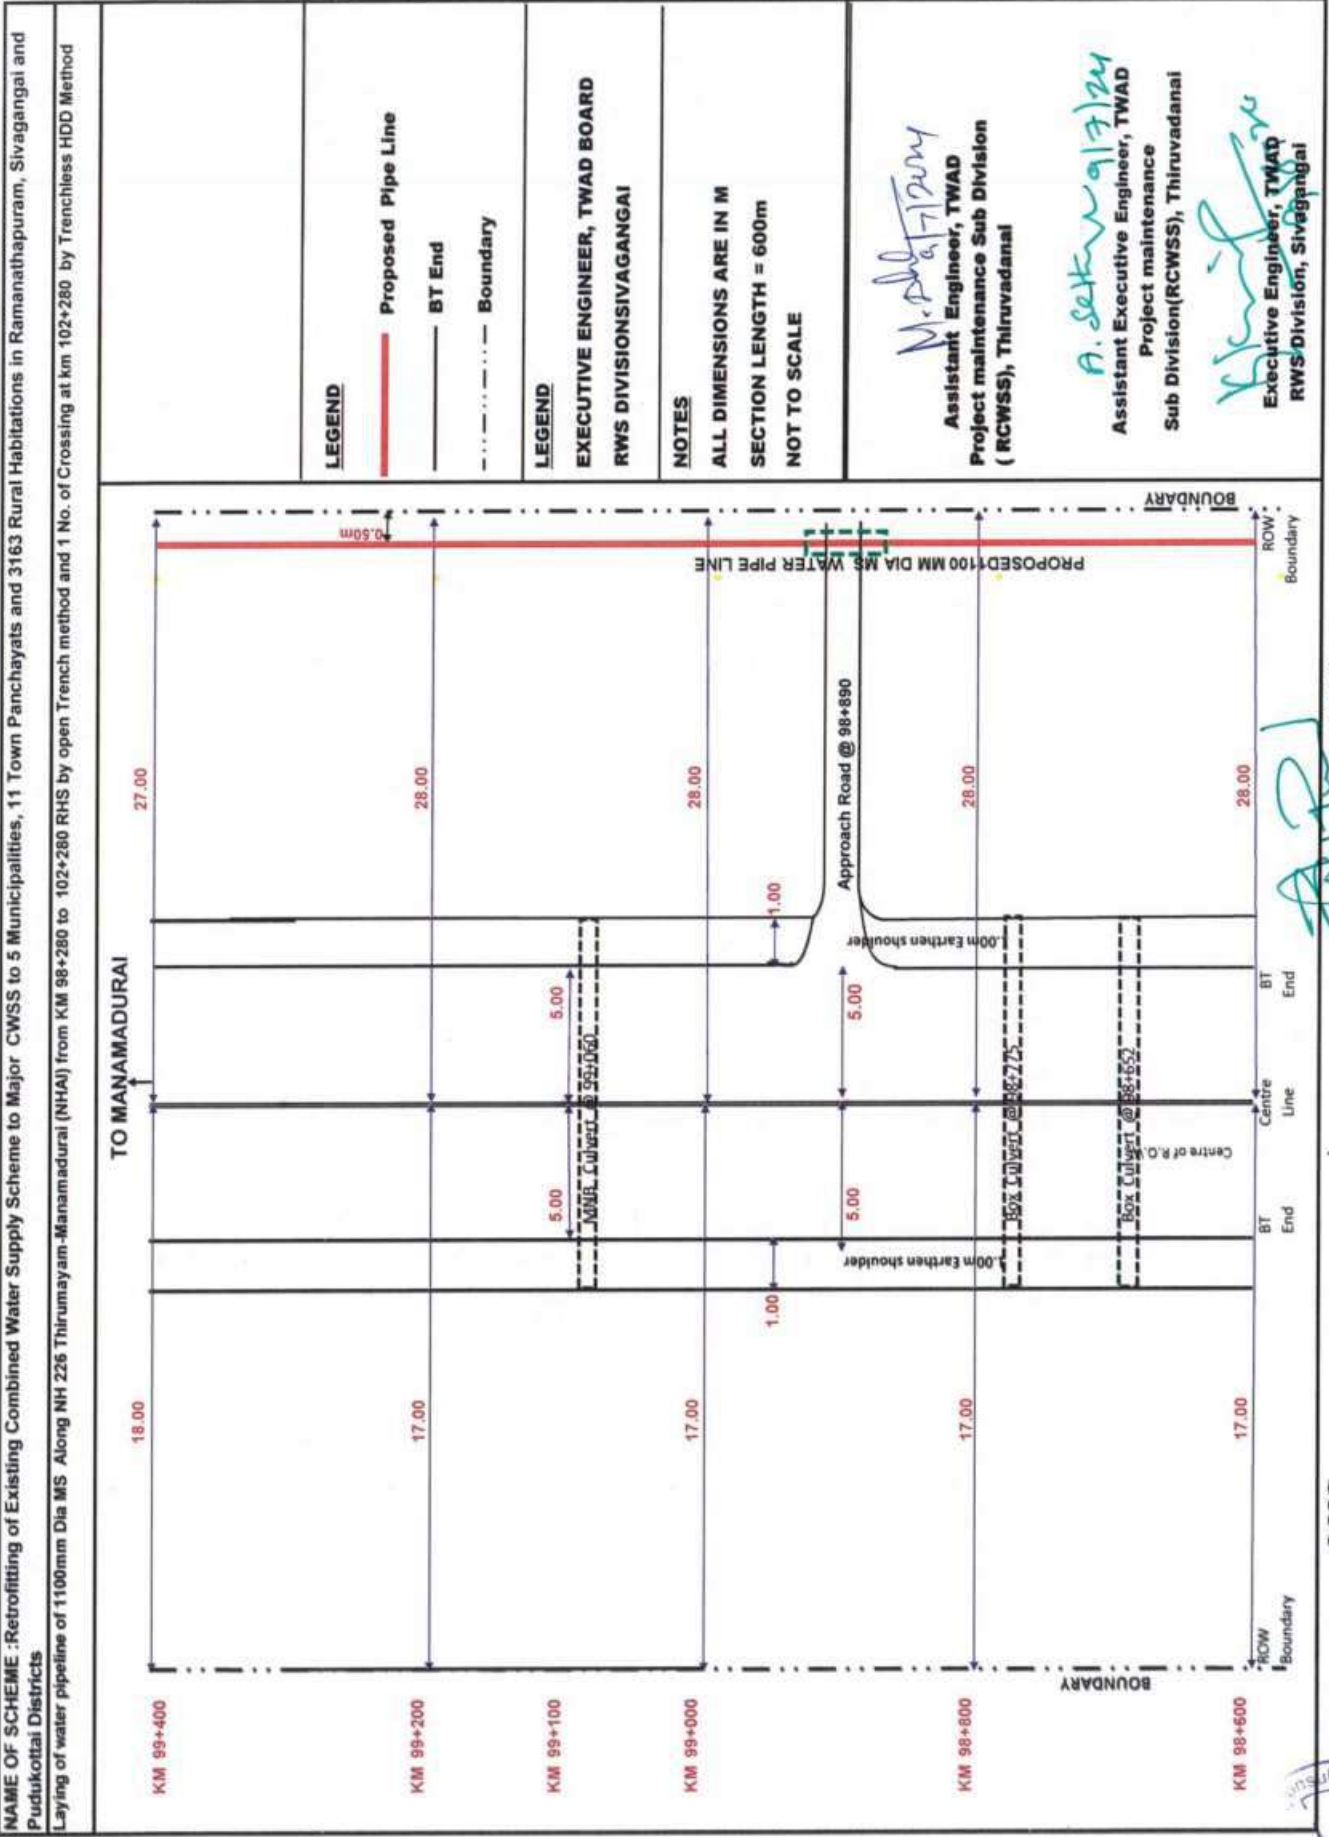 NAME OF SCHEME :Retrofitting of Existing Combined Water Supply Scheme to Major CWSS to 5 Municipalities, 11 Town Panchayats and 3163 Rural Habitations in Ramanathapuram, Sivagangai and
Pudukottai Districts
Laying of water pipeline of 1100mm Dia MS Along NH 226 Thirumayam-Manamadurai (NHAI) from KM 98+280 to 102+280 RHS by open Trench method and 1 No. of Crossing at km 102+280 by Trenchless HDD Method
TO MANAMADURAI
KM 99+400
18.00
27.00
0.50m
KM 99+200
17.00
28.00
KM 99+100
5.00
5.00
MNB Culvert @ 99+060
KM 99+000
17.00
28.00
1.00
1.00
PROPOSED1100 MM DIA MS WATER PIPE LINE
5.00
5.00
Approach Road @ 98+890
1.00m Earthen shoulder
1.00m Earthen shoulder
KM 98+800
17.00
28.00
Box Culvert @ 98+775
Box Culvert @ 98+652
Centre of R.O.W
BOUNDARY
BOUNDARY
KM 98+600
17.00
28.00
ROW
Boundary
BT
End
Centre
Line
BT
End
ROW
Boundary
LEGEND
Proposed Pipe Line
BT End
Boundary
LEGEND
EXECUTIVE ENGINEER, TWAD BOARD
RWS DIVISIONSIVAGANGAI
NOTES
ALL DIMENSIONS ARE IN M
SECTION LENGTH = 600m
NOT TO SCALE
Assistant Engineer, TWAD
Project maintenance Sub Division
( RCWSS), Thiruvadanai
A. Sethu 9/7/24
Assistant Executive Engineer, TWAD
Project maintenance
Sub Division(RCWSS), Thiruvadanai
Executive Engineer, TWAD
RWS Division, Sivagangai